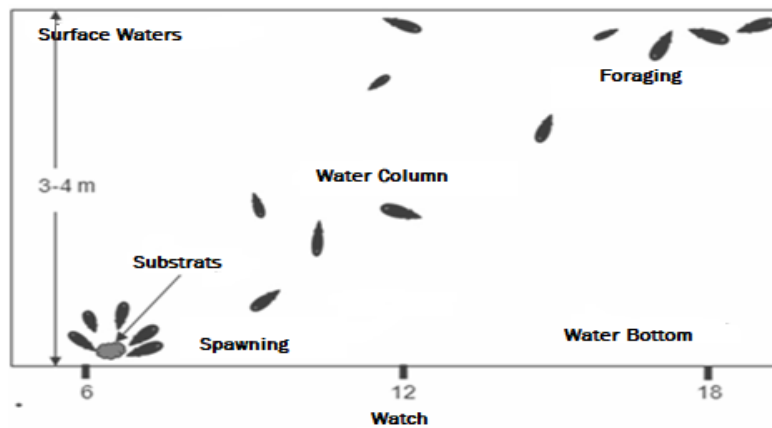 Surface Waters
Foraging
Water Column
3-4 m
Substrats
Spawning
Water Bottom
6
12
18
Watch